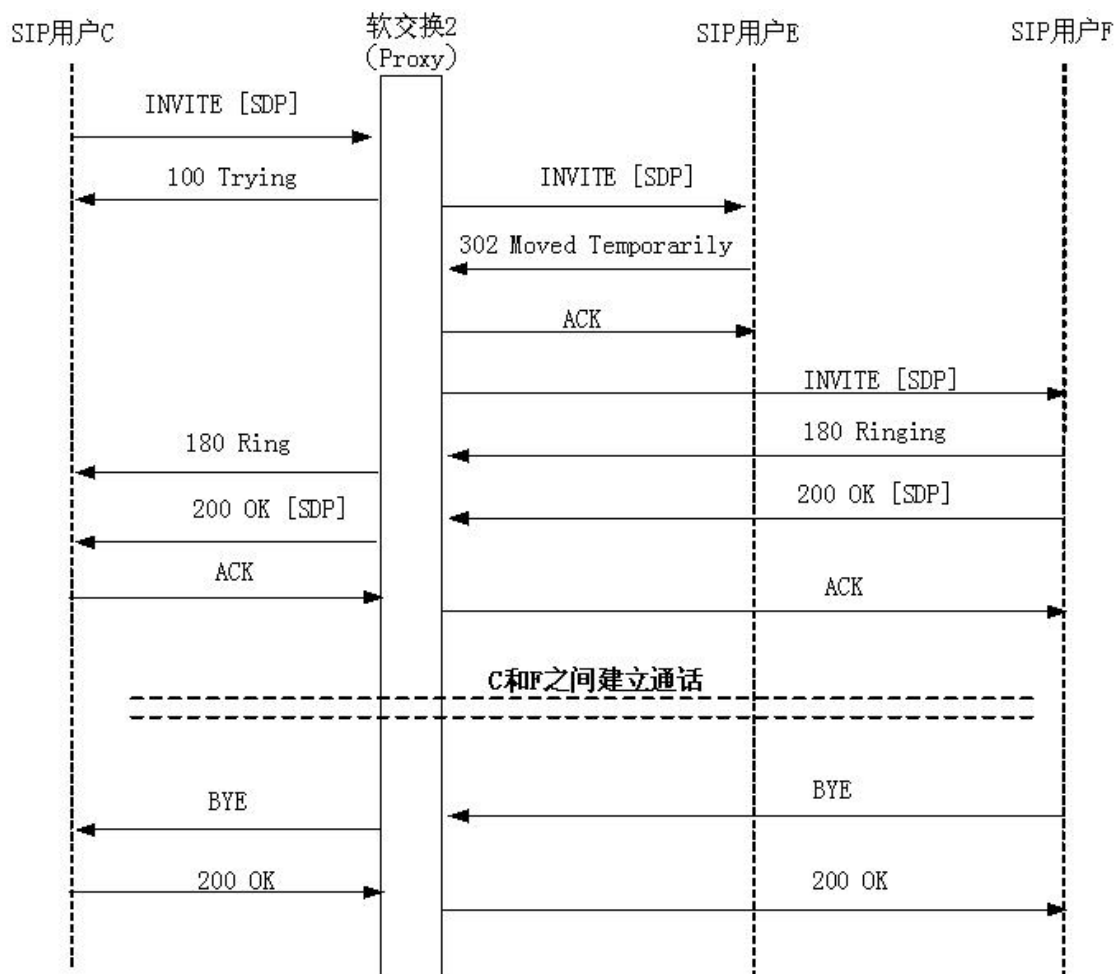 SIP用户C
软交换2
(Proxy)
SIP用户E
SIP用户F
INVITE [SDP]
100 Trying
INVITE [SDP]
302 Moved Temporarily
ACK
INVITE [SDP]
180 Ring
180 Ringing
200 OK [SDP]
200 OK [SDP]
ACK
ACK
C和F之间建立通话
BYE
BYE
200 OK
200 OK